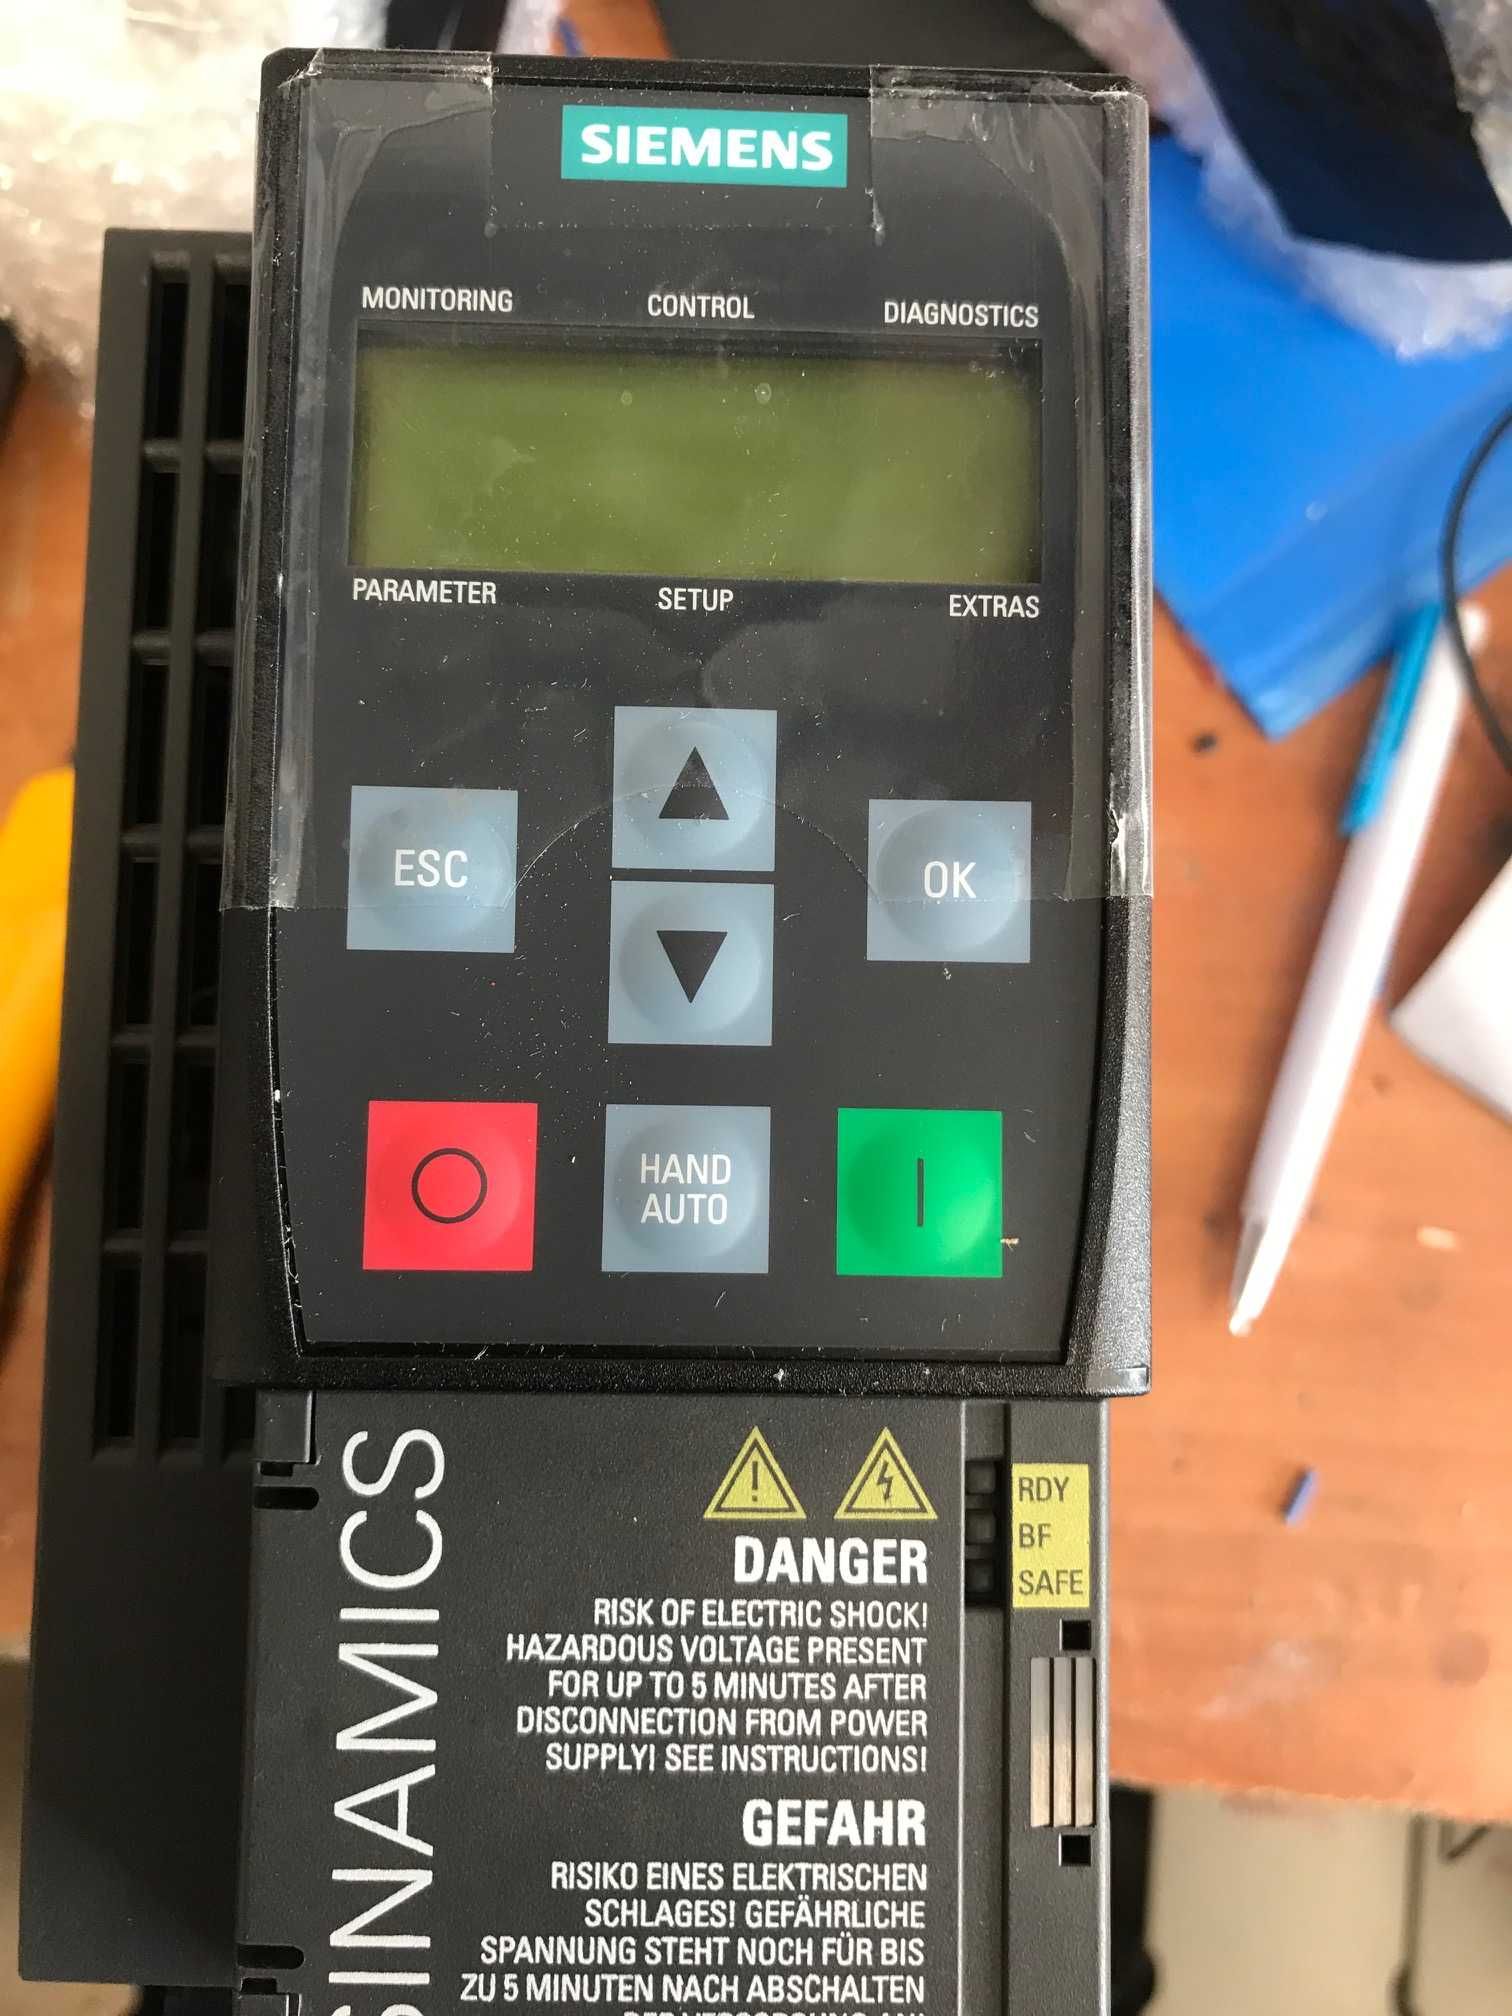 SIEMENS
MONITORING CONTROL DIAGNOSTICS
PARAMETER SETUP EXTRAS
ESC
OK
HAND
AUTO
SINAMICS
DANGER
RISK OF ELECTRIC SHOCK!
HAZARDOUS VOLTAGE PRESENT
FOR UP TO 5 MINUTES AFTER
DISCONNECTION FROM POWER
SUPPLY! SEE INSTRUCTIONS!
GEFAHR
RISIKO EINES ELEKTRISCHEN
SCHLAGES! GEFÄHRLICHE
SPANNUNG STEHT NOCH FÜR BIS
ZU 5 MINUTEN NACH ABSCHALTEN
RDY
BF
SAFE